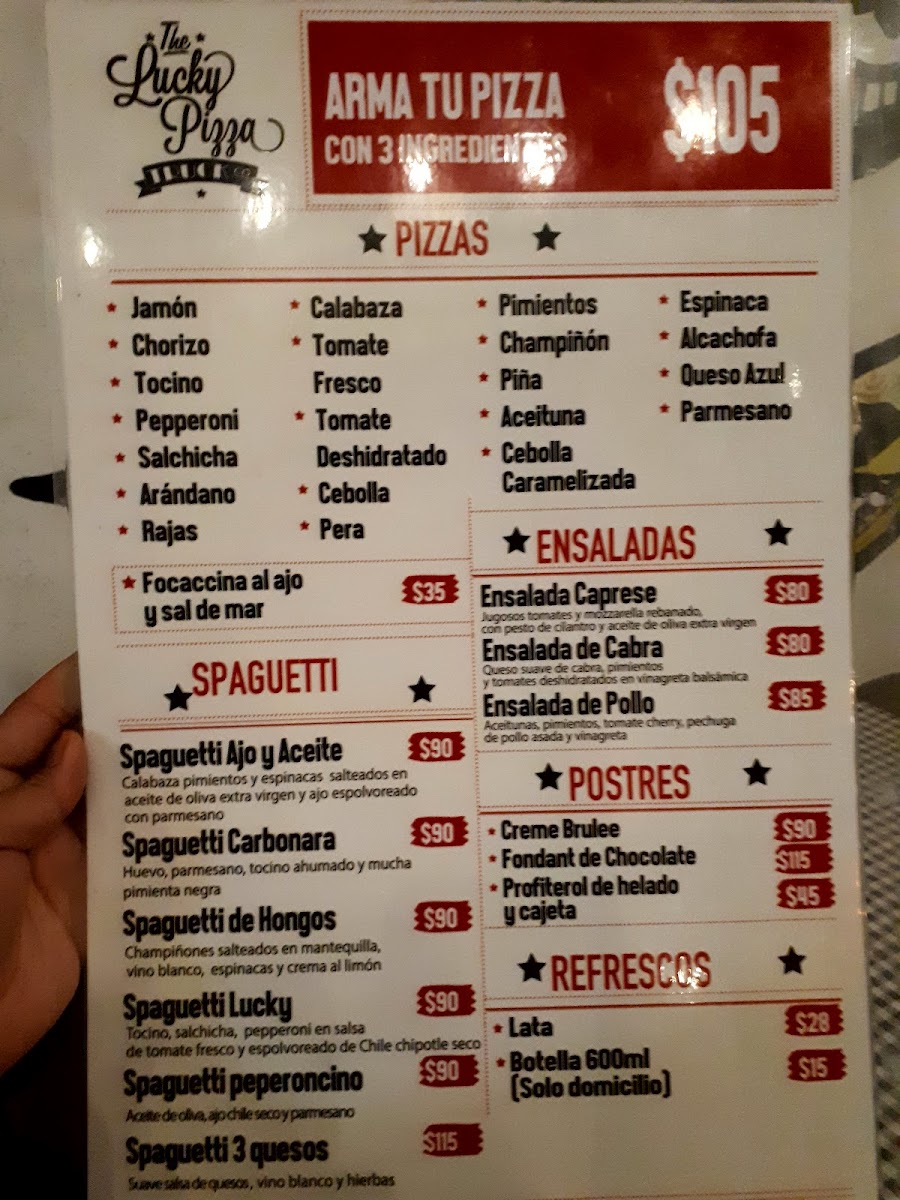 The
Lucky
Pizza
TRUCK
ARMA TU PIZZA
CON 3 INGREDIENTES
$105
PIZZAS
Jamón
Chorizo
Tocino
Pepperoni
Salchicha
Arándano
Rajas
Calabaza
Tomate
Fresco
Tomate
Deshidratado
Cebolla
Pera
Pimientos
Champiñón
Piña
Aceituna
Cebolla
Caramelizada
Espinaca
Alcachofa
Queso Azul
Parmesano
Focaccina al ajo
y sal de mar
$35
SPAGUETTI
Spaguetti Ajo y Aceite $90
Calabaza pimientos y espinacas salteados en
aceite de oliva extra virgen y ajo espolvoreado
con parmesano
Spaguetti Carbonara $90
Huevo, parmesano, tocino ahumado y mucha
pimienta negra
Spaguetti de Hongos $90
Champiñones salteados en mantequilla,
vino blanco, espinacas y crema al limón
Spaguetti Lucky $90
Tocino, salchicha, pepperoni en salsa
de tomate fresco y espolvoreado de Chile chipotle seco
Spaguetti peperoncino $90
Aceite de oliva, ajo chile seco y parmesano
Spaguetti 3 quesos $115
Suave salsa de quesos, vino blanco y hierbas
ENSALADAS
Ensalada Caprese $80
Jugosos tomates y mozzarella rebanado,
con pesto de cilantro y aceite de oliva extra virgen
Ensalada de Cabra $80
Queso suave de cabra, pimientos
y tomates deshidratados en vinagreta balsámica
Ensalada de Pollo $85
Aceitunas, pimientos, tomate cherry, pechuga
de pollo asada y vinagreta
POSTRES
Creme Brulee $90
Fondant de Chocolate $115
Profiterol de helado $45
y cajeta
REFRESCOS
Lata $28
Botella 600ml $15
(Solo domicilio)